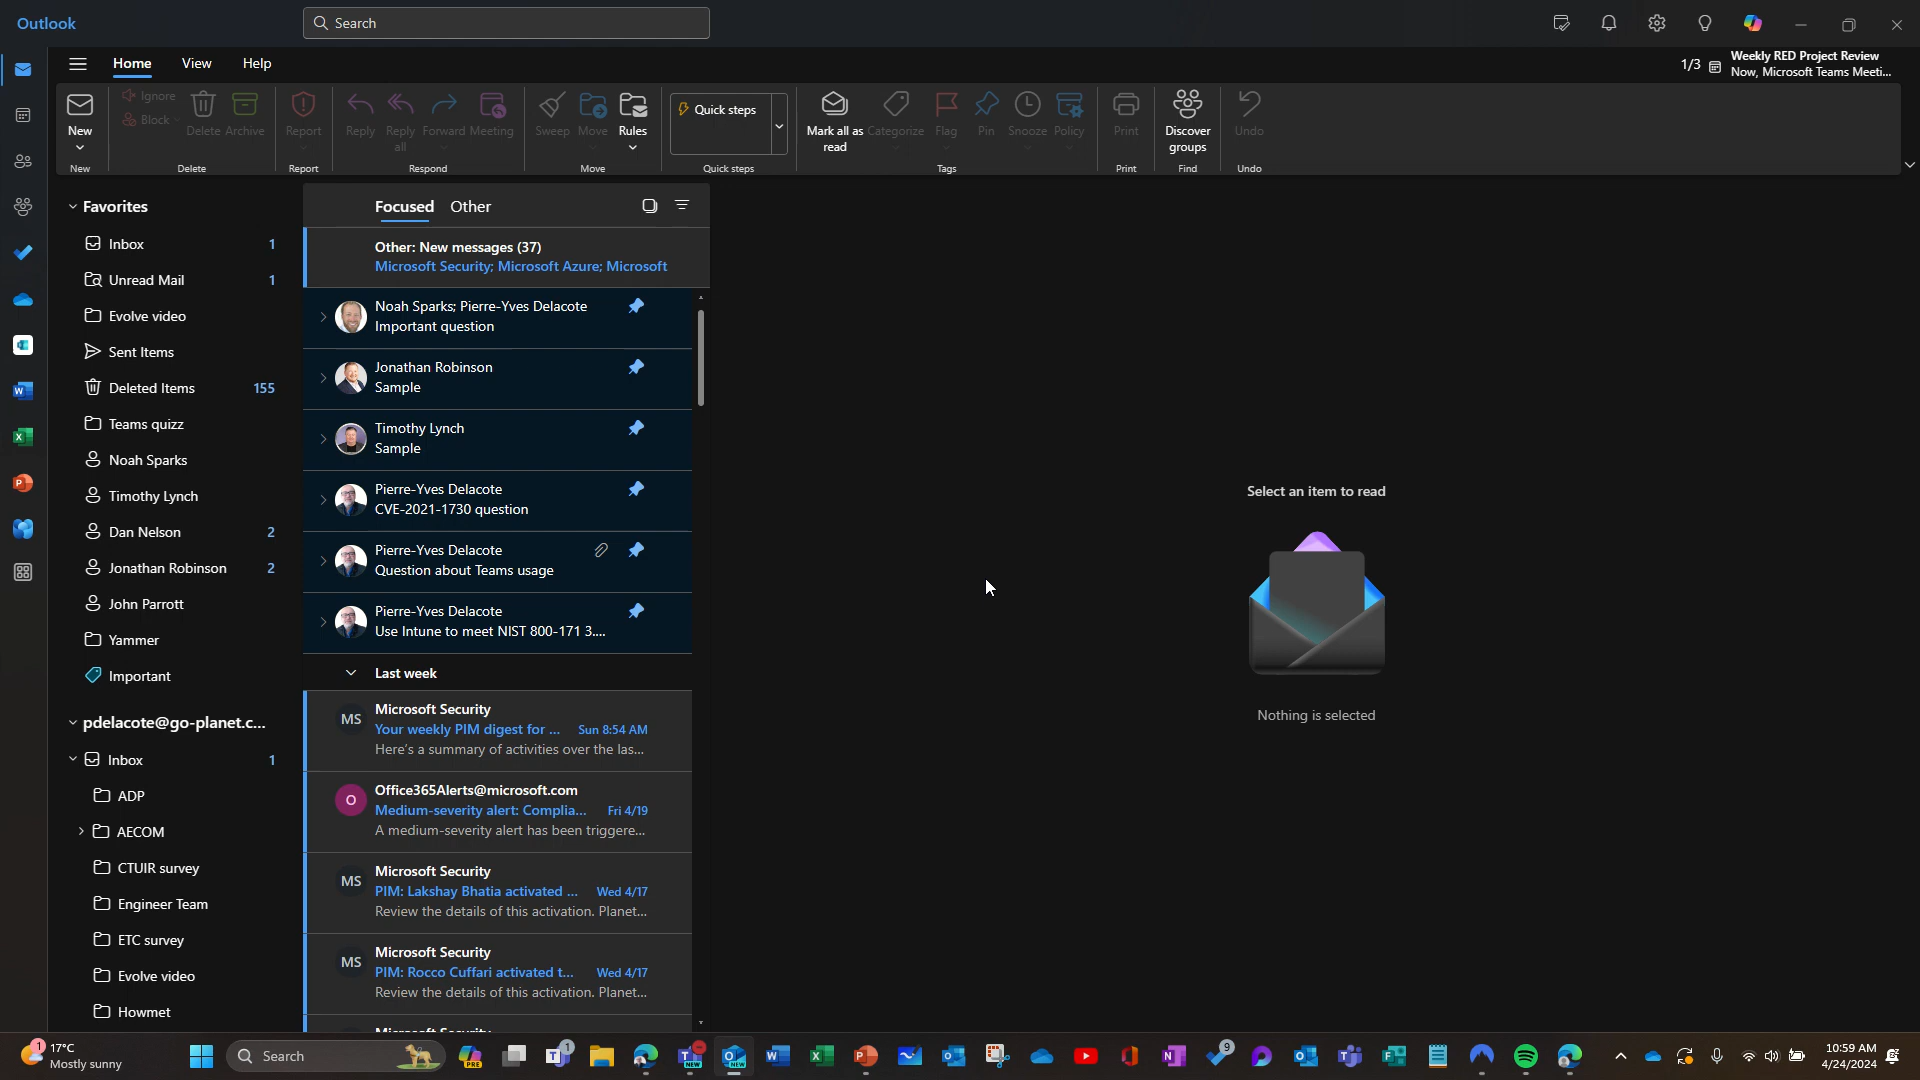 Outlook
Search
Home
View
Help
1/3
Weekly RED Project Review
Now, Microsoft Teams Meeti...
New
Ignore
Block
Delete
Archive
Report
Reply
Reply all
Forward
Meeting
Sweep
Move
Rules
Quick steps
Mark all as read
Categorize
Flag
Pin
Snooze
Policy
Print
Discover groups
Undo
New
Delete
Report
Respond
Move
Quick steps
Tags
Print
Find
Undo
Favorites
Inbox 1
Unread Mail 1
Evolve video
Sent Items
Deleted Items 155
Teams quizz
Noah Sparks
Timothy Lynch
Dan Nelson 2
Jonathan Robinson 2
John Parrott
Yammer
Important
pdelacote@go-planet.c...
Inbox 1
ADP
AECOM
CTUIR survey
Engineer Team
ETC survey
Evolve video
Howmet
Focused Other
Other: New messages (37)
Microsoft Security; Microsoft Azure; Microsoft
Noah Sparks; Pierre-Yves Delacote
Important question
Jonathan Robinson
Sample
Timothy Lynch
Sample
Pierre-Yves Delacote
CVE-2021-1730 question
Pierre-Yves Delacote
Question about Teams usage
Pierre-Yves Delacote
Use Intune to meet NIST 800-171 3....
Last week
MS
Microsoft Security
Your weekly PIM digest for ... Sun 8:54 AM
Here's a summary of activities over the las...
O
Office365Alerts@microsoft.com
Medium-severity alert: Complia... Fri 4/19
A medium-severity alert has been triggere...
MS
Microsoft Security
PIM: Lakshay Bhatia activated ... Wed 4/17
Review the details of this activation. Planet...
MS
Microsoft Security
PIM: Rocco Cuffari activated t... Wed 4/17
Review the details of this activation. Planet...
Select an item to read
Nothing is selected
1
17°C
Mostly sunny
Search
PRE
1
NEW
NEW
9
10:59 AM
4/24/2024